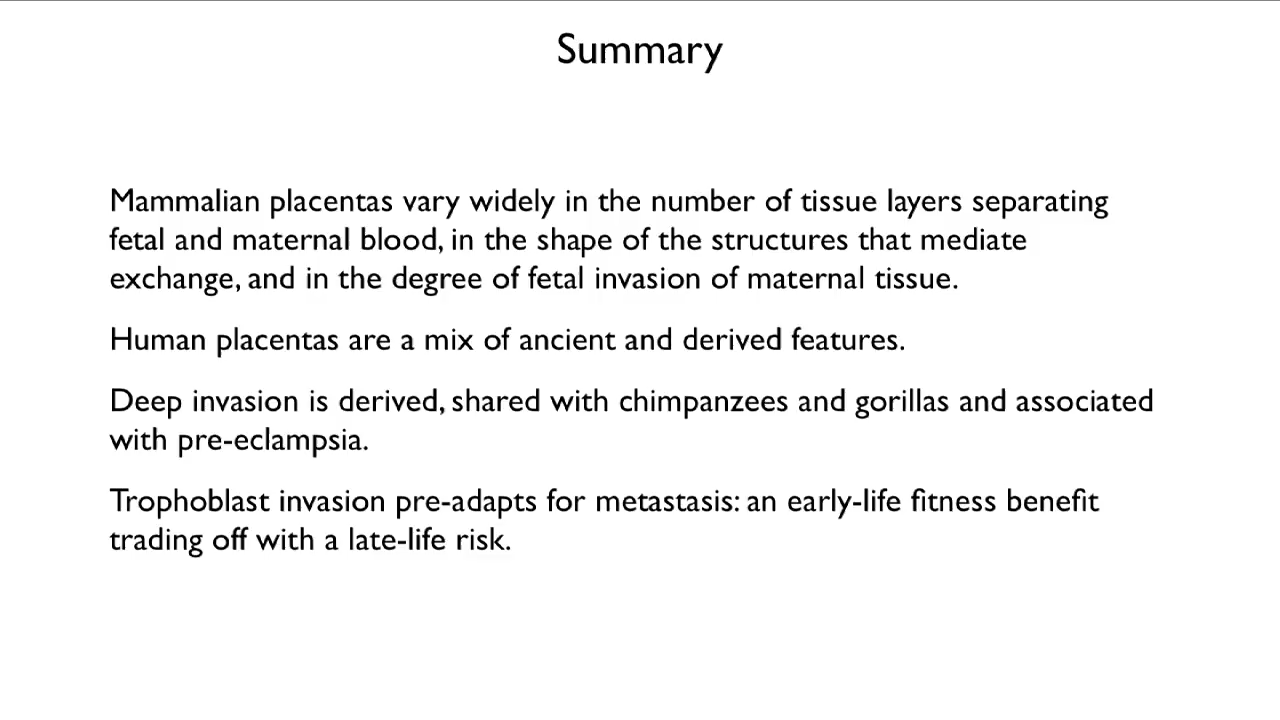 Summary
Mammalian placentas vary widely in the number of tissue layers separating
fetal and maternal blood, in the shape of the structures that mediate
exchange, and in the degree of fetal invasion of maternal tissue.
Human placentas are a mix of ancient and derived features.
Deep invasion is derived, shared with chimpanzees and gorillas and associated
with pre-eclampsia.
Trophoblast invasion pre-adapts for metastasis: an early-life fitness benefit
trading off with a late-life risk.